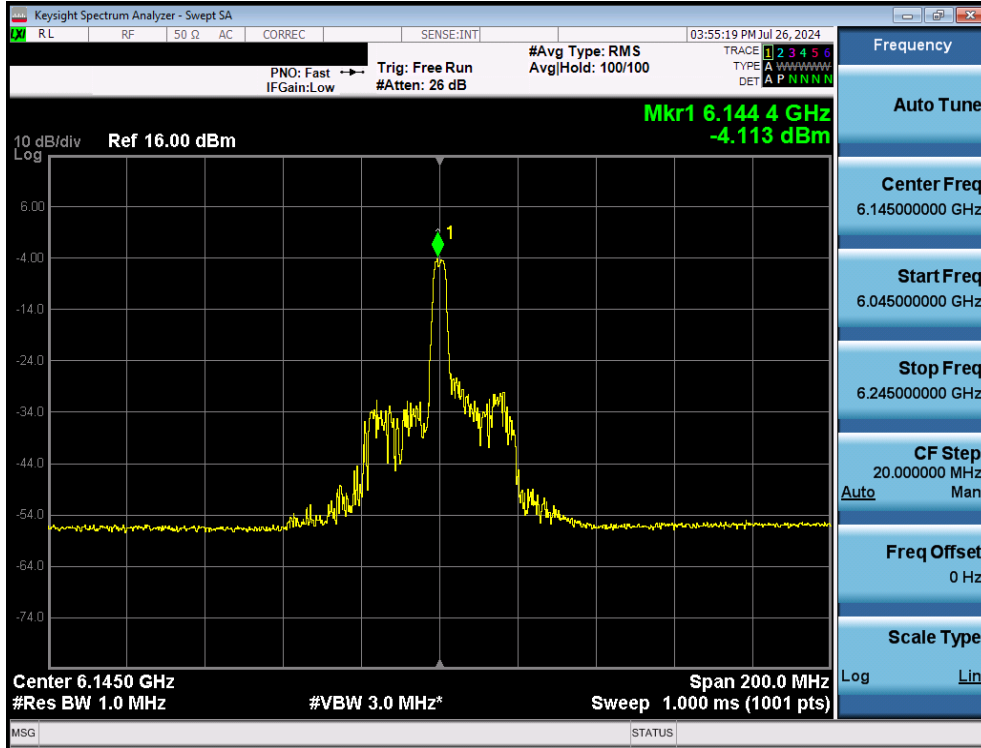 Keysight Spectrum Analyzer - Swept SA
LXI RL RF 50 Ω AC CORREC SENSE:INT 03:55:19 PM Jul 26, 2024
PNO: Fast
IFGain:Low
Trig: Free Run
#Atten: 26 dB
#Avg Type: RMS
Avg|Hold: 100/100
TRACE 1 2 3 4 5 6
TYPE A WWWWW
DET A P N N N N
Mkr1 6.144 4 GHz
-4.113 dBm
10 dB/div Ref 16.00 dBm
Log
1
6.00
-4.00
-14.0
-24.0
-34.0
-44.0
-54.0
-64.0
-74.0
Center 6.1450 GHz Span 200.0 MHz
#Res BW 1.0 MHz #VBW 3.0 MHz* Sweep 1.000 ms (1001 pts)
MSG STATUS
Frequency
Auto Tune
Center Freq
6.145000000 GHz
Start Freq
6.045000000 GHz
Stop Freq
6.245000000 GHz
CF Step
20.000000 MHz
Auto Man
Freq Offset
0 Hz
Scale Type
Log Lin